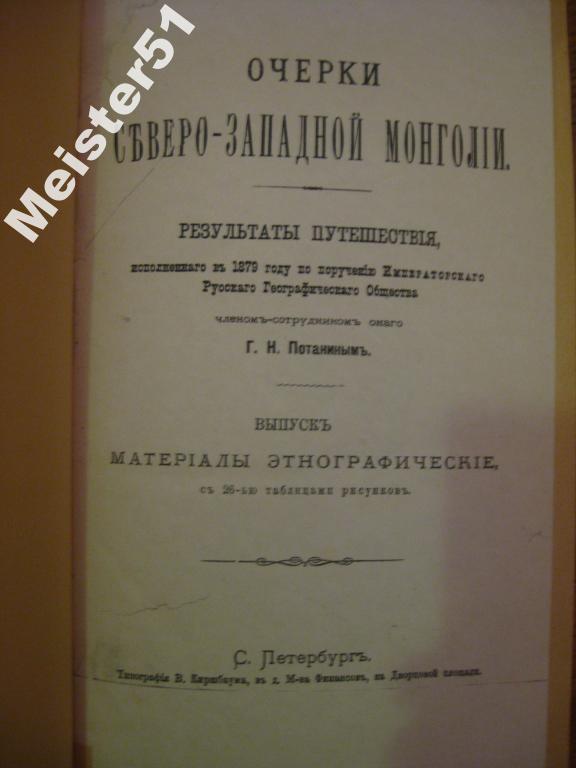 Meister51
ОЧЕРКИ
СѢВЕРО-ЗАПАДНОЙ МОНГОЛІИ.
РЕЗУЛЬТАТЫ ПУТЕШЕСТВІЯ,
исполненнаго въ 1879 году по порученію Императорскаго
Русскаго Географическаго Общества
членомъ-сотрудникомъ онаго
Г. Н. Потанинымъ.
ВЫПУСКЪ
МАТЕРІАЛЫ ЭТНОГРАФИЧЕСКІЕ,
съ 26-ью таблицами рисунковъ.
С. Петербургъ.
Типографія В. Киршбаума, въ д. М-ва Финансовъ, на Дворцовой площади.